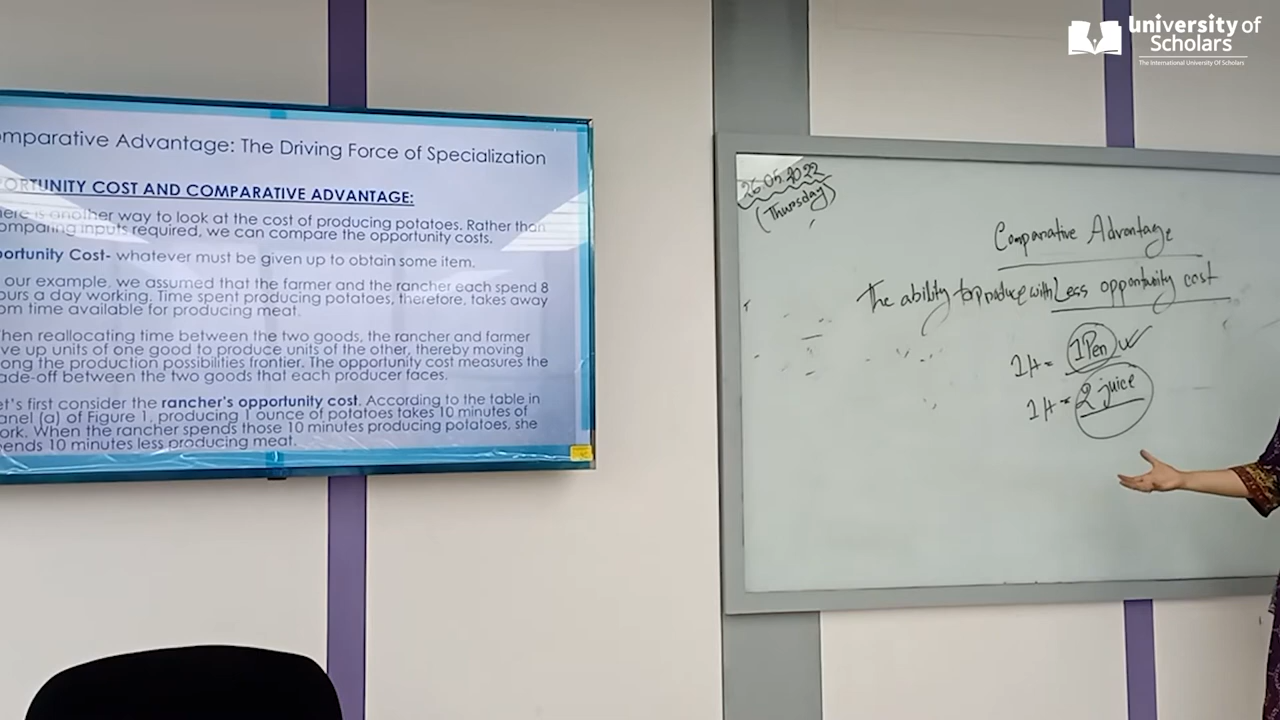 university of
Scholars
The International University Of Scholars
omparative Advantage: The Driving Force of Specialization
PORTUNITY COST AND COMPARATIVE ADVANTAGE:
ere is another way to look at the cost of producing potatoes. Rather than
omparing inputs required, we can compare the opportunity costs.
portunity Cost- whatever must be given up to obtain some item.
our example, we assumed that the farmer and the rancher each spend 8
ours a day working. Time spent producing potatoes, therefore, takes away
om time available for producing meat.
hen reallocating time between the two goods, the rancher and farmer
ve up units of one good to produce units of the other, thereby moving
ong the production possibilities frontier. The opportunity cost measures the
ade-off between the two goods that each producer faces.
et's first consider the rancher's opportunity cost. According to the table in
anel (a) of Figure 1, producing 1 ounce of potatoes takes 10 minutes of
ork. When the rancher spends those 10 minutes producing potatoes, she
ends 10 minutes less producing meat.
26.05.2022
(Thursday)
Comparative Advantage
The ability to produce with Less opportunity cost
1H = 1 Pen
1H = 2 juice